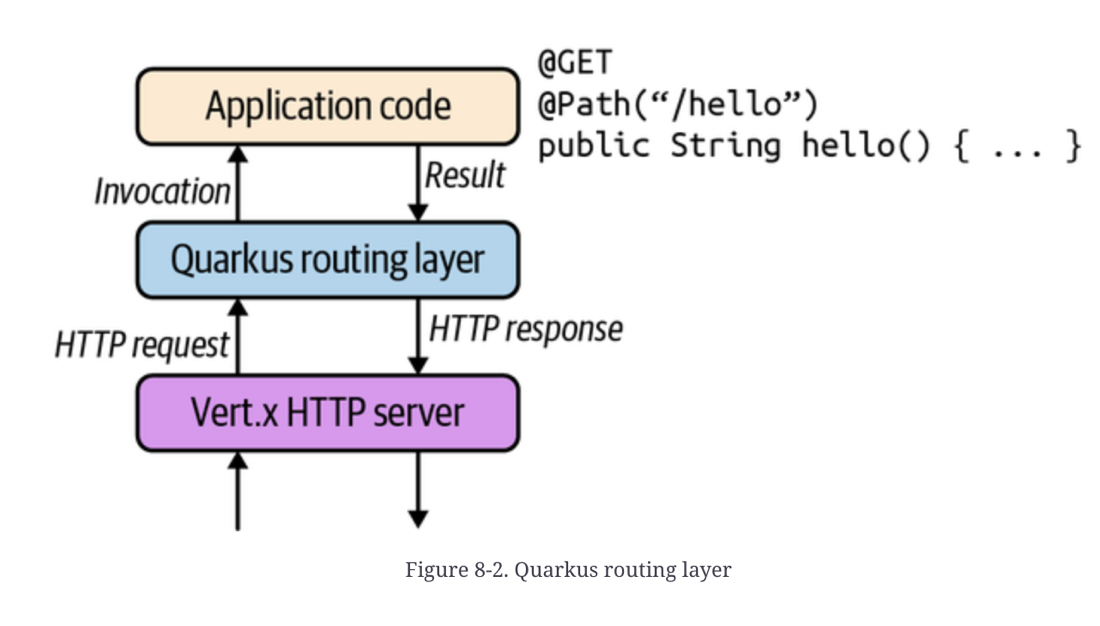 @GET
Application code
@Path(“/hello”)
public String hello() { ... }
Invocation
Result
Quarkus routing layer
HTTP request
HTTP response
Vert.x HTTP server
Figure 8-2. Quarkus routing layer